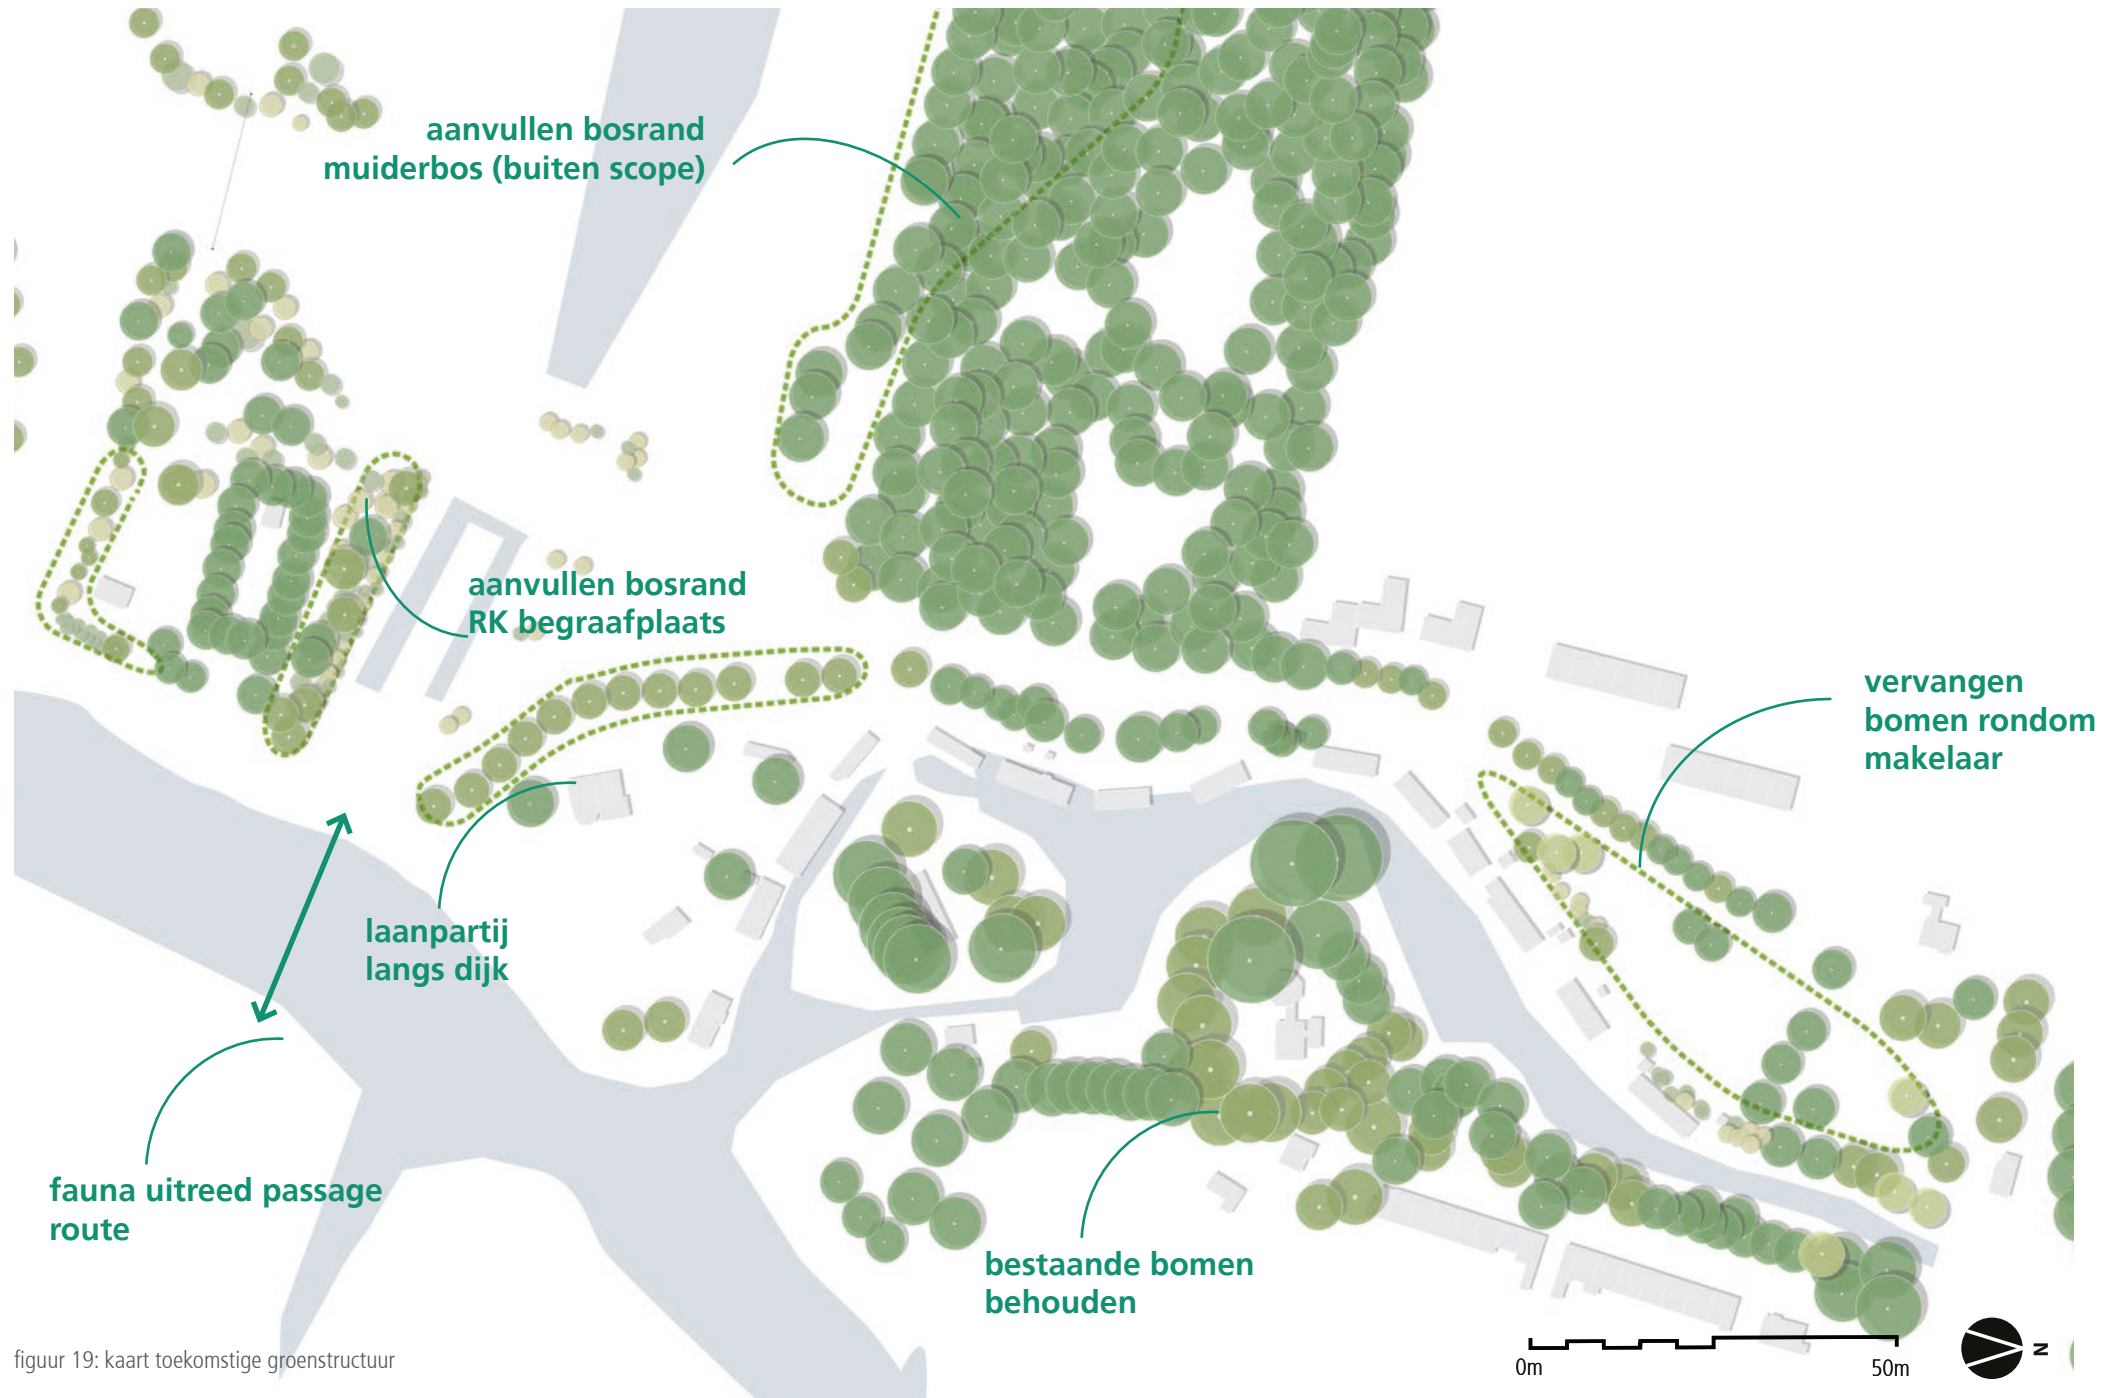 aanvullen bosrand
muiderbos (buiten scope)
aanvullen bosrand
RK begraafplaats
vervangen
bomen rondom
makelaar
laanpartij
langs dijk
fauna uitreed passage
route
bestaande bomen
behouden
figuur 19: kaart toekomstige groenstructuur
0m
50m
N